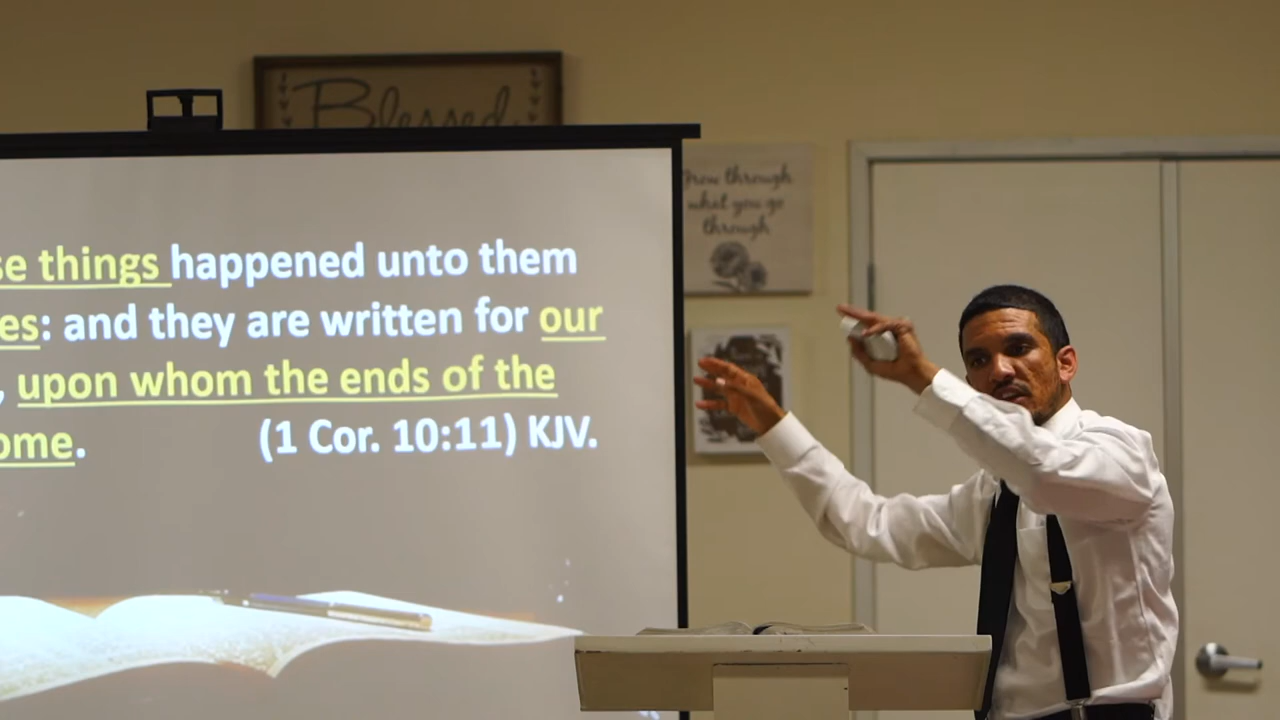 Blessed
Grow through
what you go
through
se things happened unto them
es: and they are written for our
, upon whom the ends of the
ome. (1 Cor. 10:11) KJV.